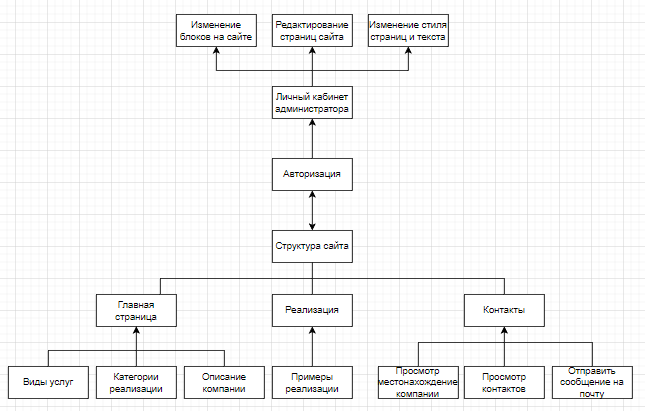 Изменение
блоков на сайте
Редактирование
страниц сайта
Изменение стиля
страниц и текста
Личный кабинет
администратора
Авторизация
Структура сайта
Главная
страница
Реализация
Контакты
Виды услуг
Категории
реализации
Описание
компании
Примеры
реализации
Просмотр
местонахождение
компании
Просмотр
контактов
Отправить
сообщение на
почту